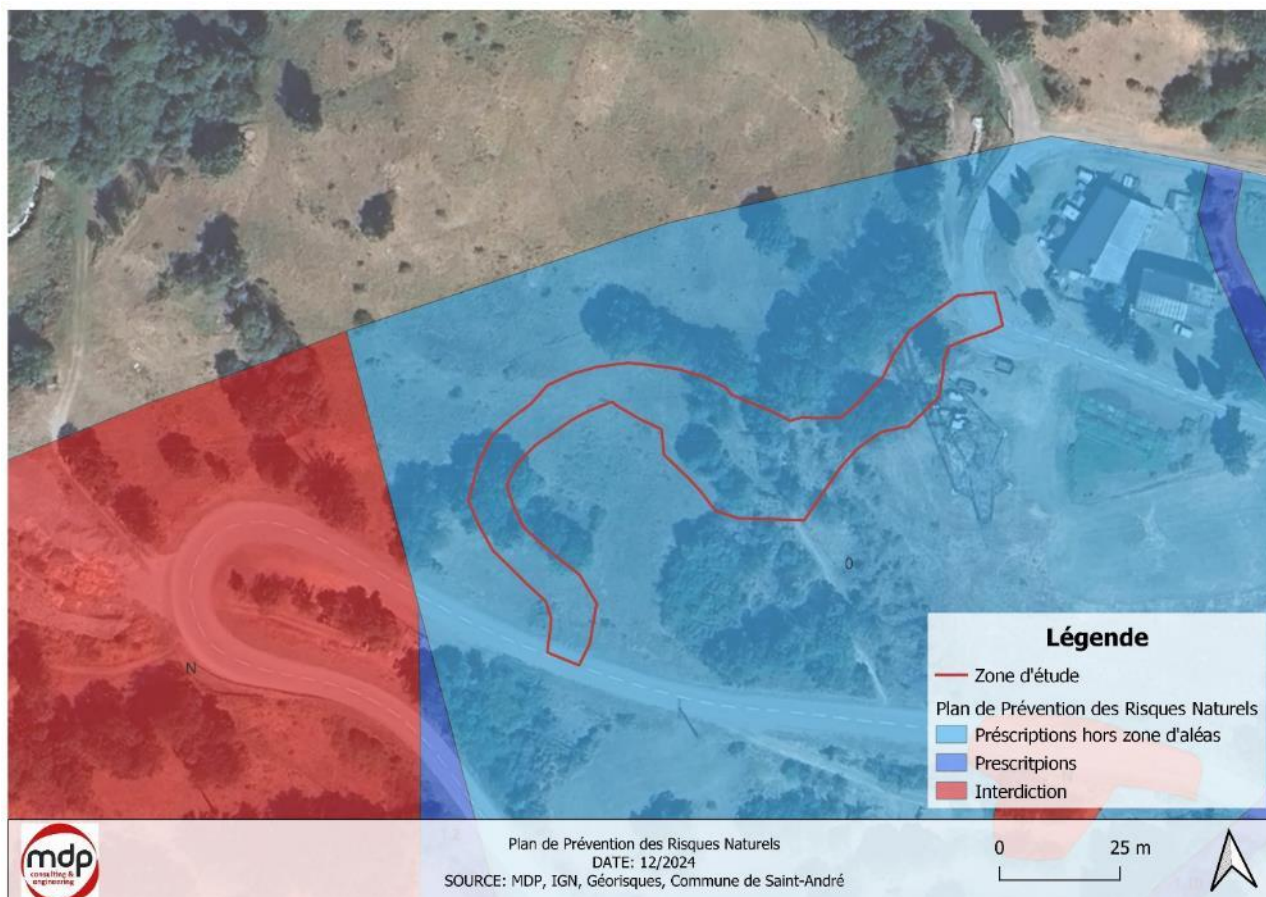 0
N
Légende
Zone d'étude
Plan de Prévention des Risques Naturels
Préscriptions hors zone d'aléas
Prescritpions
Interdiction
mdp
consulting &
engineering
Plan de Prévention des Risques Naturels
DATE: 12/2024
SOURCE: MDP, IGN, Géorisques, Commune de Saint-André
0 25 m